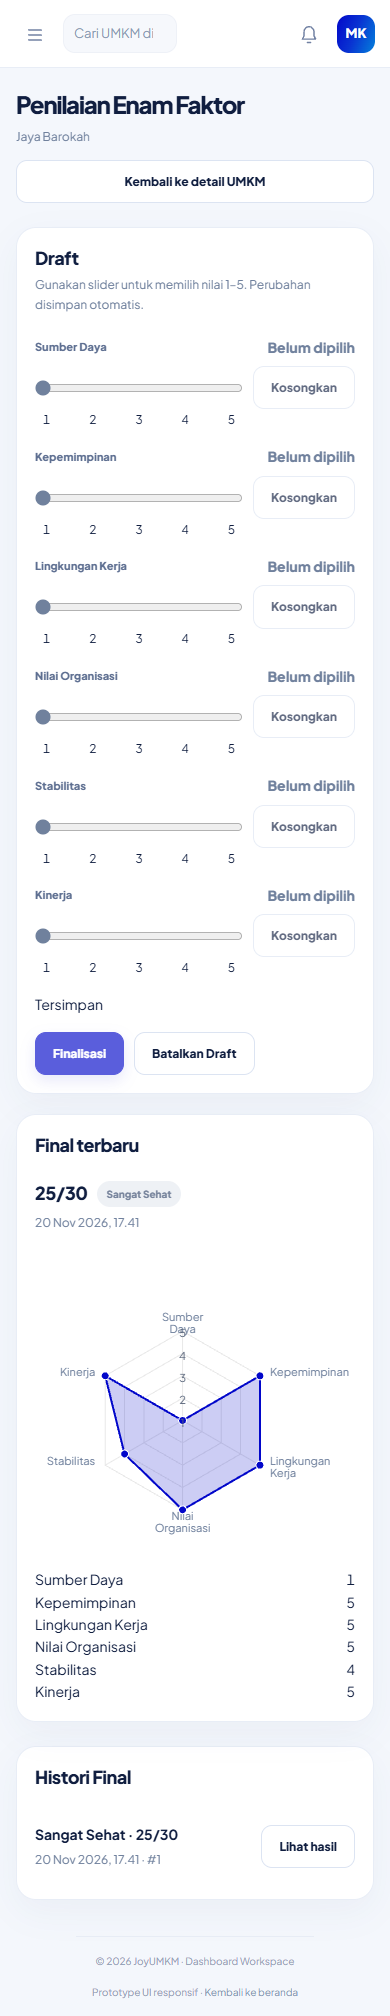 Cari UMKM di
MK
Penilaian Enam Faktor
Jaya Barokah
Kembali ke detail UMKM
Draft
Gunakan slider untuk memilih nilai 1–5. Perubahan
disimpan otomatis.
Sumber Daya Belum dipilih
Kosongkan
1 2 3 4 5
Kepemimpinan Belum dipilih
Kosongkan
1 2 3 4 5
Lingkungan Kerja Belum dipilih
Kosongkan
1 2 3 4 5
Nilai Organisasi Belum dipilih
Kosongkan
1 2 3 4 5
Stabilitas Belum dipilih
Kosongkan
1 2 3 4 5
Kinerja Belum dipilih
Kosongkan
1 2 3 4 5
Tersimpan
Finalisasi Batalkan Draft
Final terbaru
25/30 Sangat Sehat
20 Nov 2026, 17.41
Sumber
Daya
5
4
Kinerja Kepemimpinan
3
2
Stabilitas Lingkungan
Kerja
Nilai
Organisasi
Sumber Daya 1
Kepemimpinan 5
Lingkungan Kerja 5
Nilai Organisasi 5
Stabilitas 4
Kinerja 5
Histori Final
Sangat Sehat · 25/30
20 Nov 2026, 17.41 · #1
Lihat hasil
© 2026 JoyUMKM · Dashboard Workspace
Prototype UI responsif · Kembali ke beranda